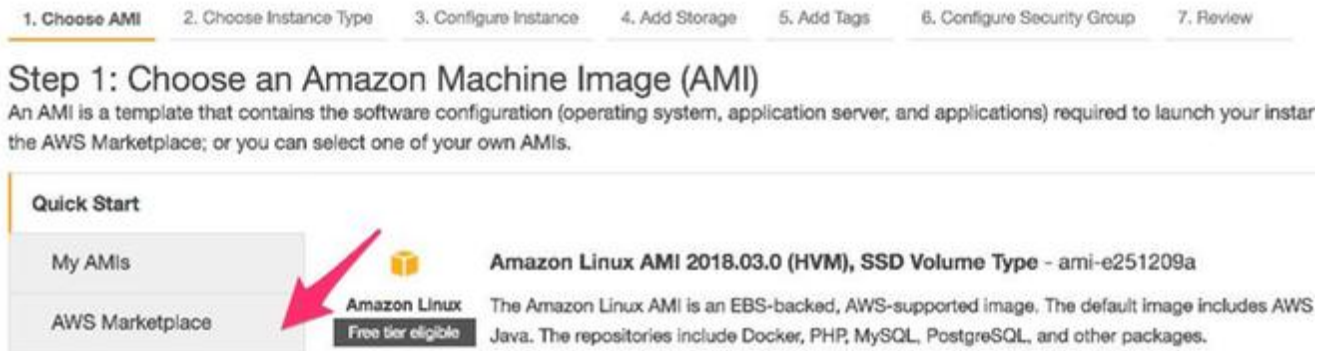 1. Choose AMI 2. Choose Instance Type 3. Configure Instance 4. Add Storage 5. Add Tags 6. Configure Security Group 7. Review
Step 1: Choose an Amazon Machine Image (AMI)
An AMI is a template that contains the software configuration (operating system, application server, and applications) required to launch your instar
the AWS Marketplace; or you can select one of your own AMIs.
Quick Start
My AMIs
AWS Marketplace
Amazon Linux
Free tier eligible
Amazon Linux AMI 2018.03.0 (HVM), SSD Volume Type - ami-e251209a
The Amazon Linux AMI is an EBS-backed, AWS-supported image. The default image includes AWS
Java. The repositories include Docker, PHP, MySQL, PostgreSQL, and other packages.